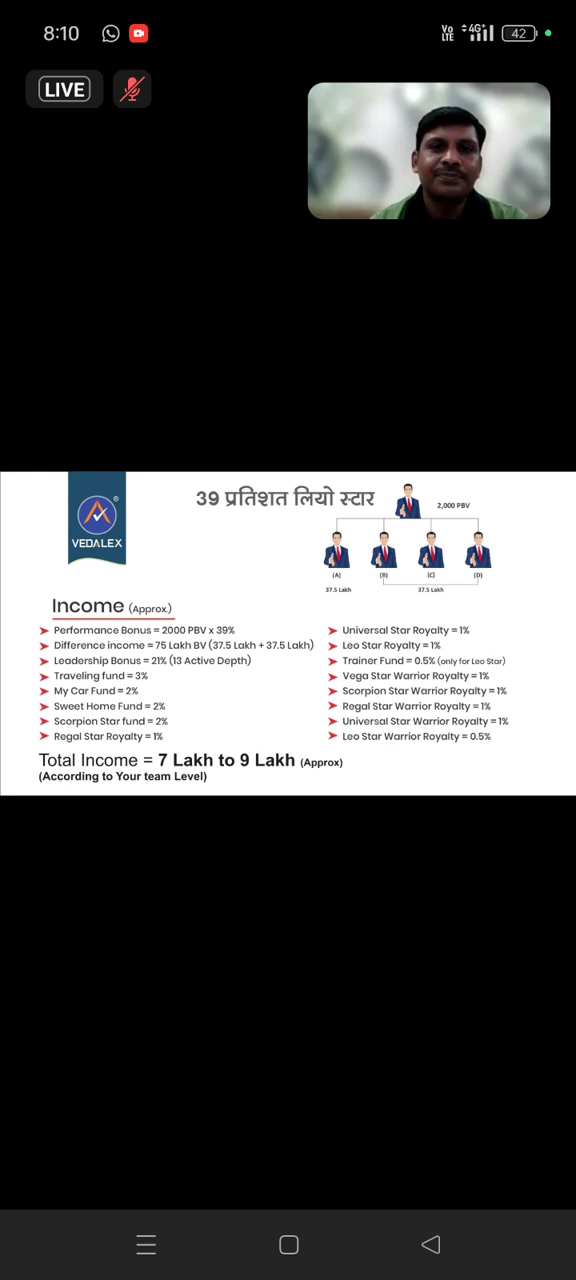 8:10
Vo LTE 4G+ 42
LIVE
VEDALEX
39 प्रतिशत लियो स्टार
2,000 PBV
(A) (B) (C) (D)
37.5 Lakh 37.5 Lakh
Income (Approx.)
Performance Bonus = 2000 PBV x 39%
Difference income = 75 Lakh BV (37.5 Lakh + 37.5 Lakh)
Leadership Bonus = 21% (13 Active Depth)
Traveling fund = 3%
My Car Fund = 2%
Sweet Home Fund = 2%
Scorpion Star fund = 2%
Regal Star Royalty = 1%
Universal Star Royalty = 1%
Leo Star Royalty = 1%
Trainer Fund = 0.5% (only for Leo Star)
Vega Star Warrior Royalty = 1%
Scorpion Star Warrior Royalty = 1%
Regal Star Warrior Royalty = 1%
Universal Star Warrior Royalty = 1%
Leo Star Warrior Royalty = 0.5%
Total Income = 7 Lakh to 9 Lakh (Approx)
(According to Your team Level)